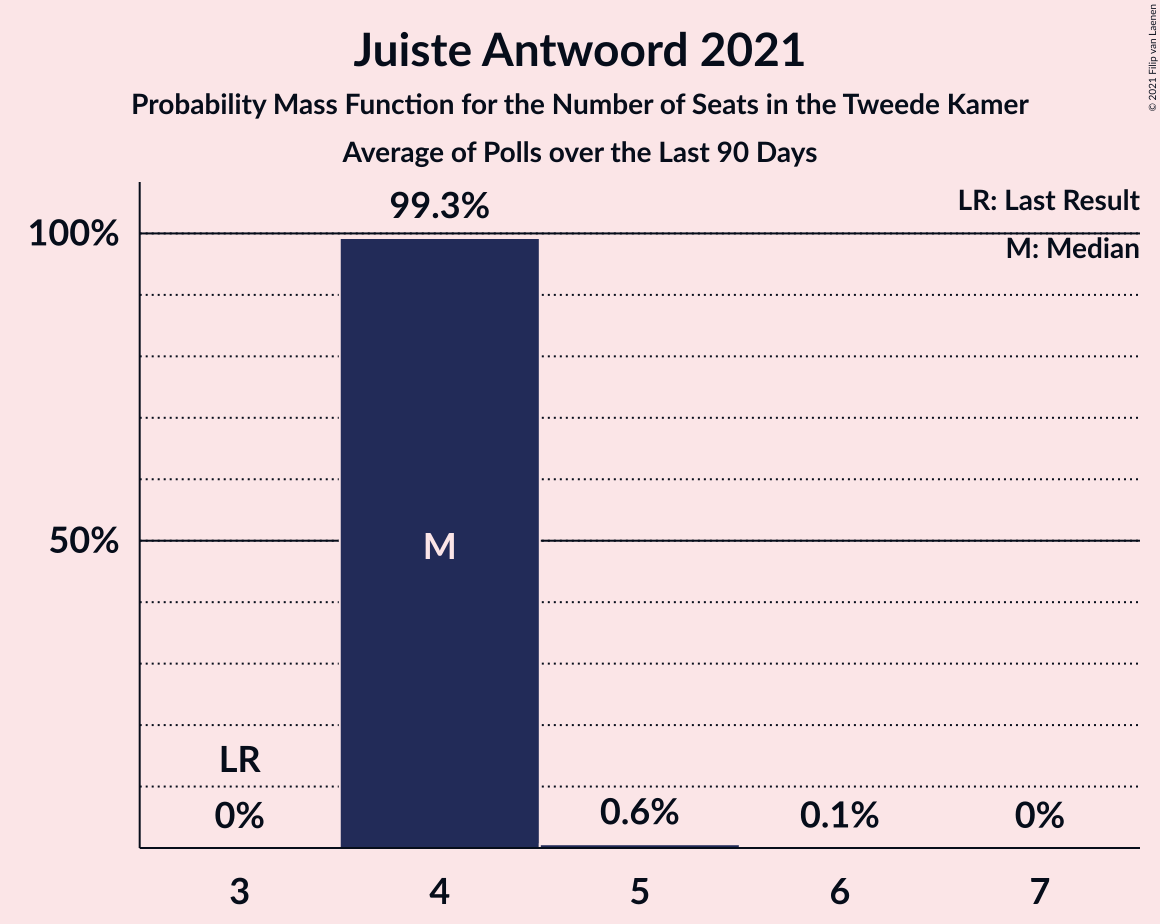 Juiste Antwoord 2021
Probability Mass Function for the Number of Seats in the Tweede Kamer
Average of Polls over the Last 90 Days
© 2021 Filip van Laenen
LR: Last Result
M: Median
99.3%
100%
50%
M
LR
0%
0.6%
0.1%
0%
3 4 5 6 7